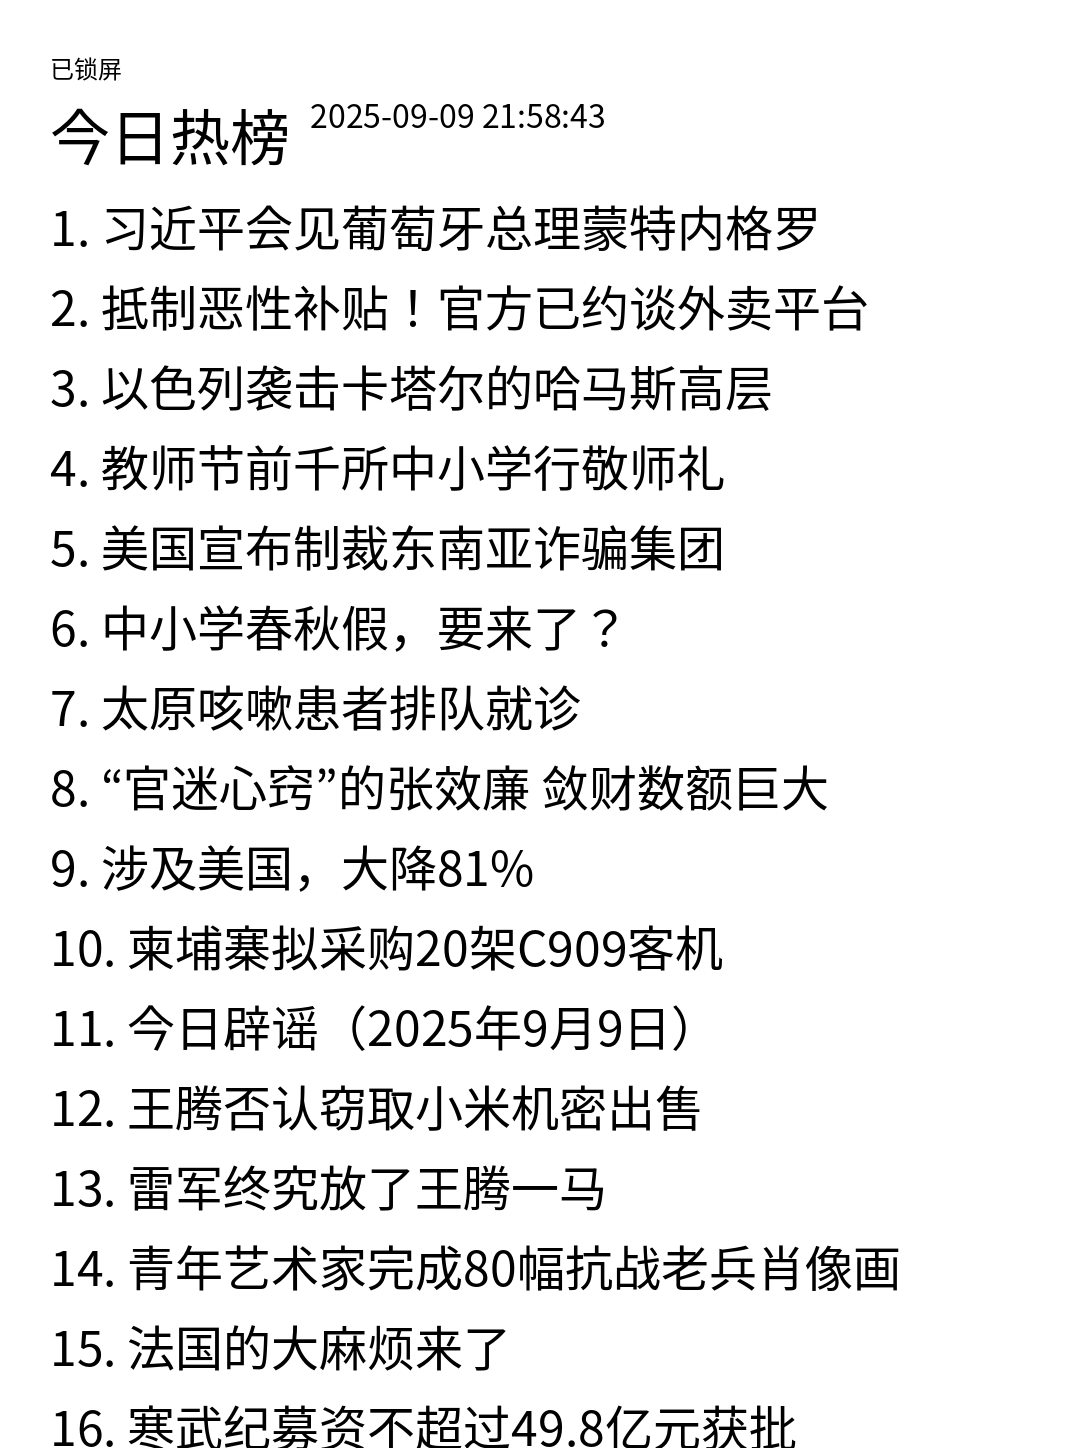 已锁屏
今日热榜 2025-09-09 21:58:43
1. 习近平会见葡萄牙总理蒙特内格罗
2. 抵制恶性补贴！官方已约谈外卖平台
3. 以色列袭击卡塔尔的哈马斯高层
4. 教师节前千所中小学行敬师礼
5. 美国宣布制裁东南亚诈骗集团
6. 中小学春秋假，要来了？
7. 太原咳嗽患者排队就诊
8. “官迷心窍”的张效廉 敛财数额巨大
9. 涉及美国，大降81%
10. 柬埔寨拟采购20架C909客机
11. 今日辟谣（2025年9月9日）
12. 王腾否认窃取小米机密出售
13. 雷军终究放了王腾一马
14. 青年艺术家完成80幅抗战老兵肖像画
15. 法国的大麻烦来了
16. 寒武纪募资不超过49.8亿元获批